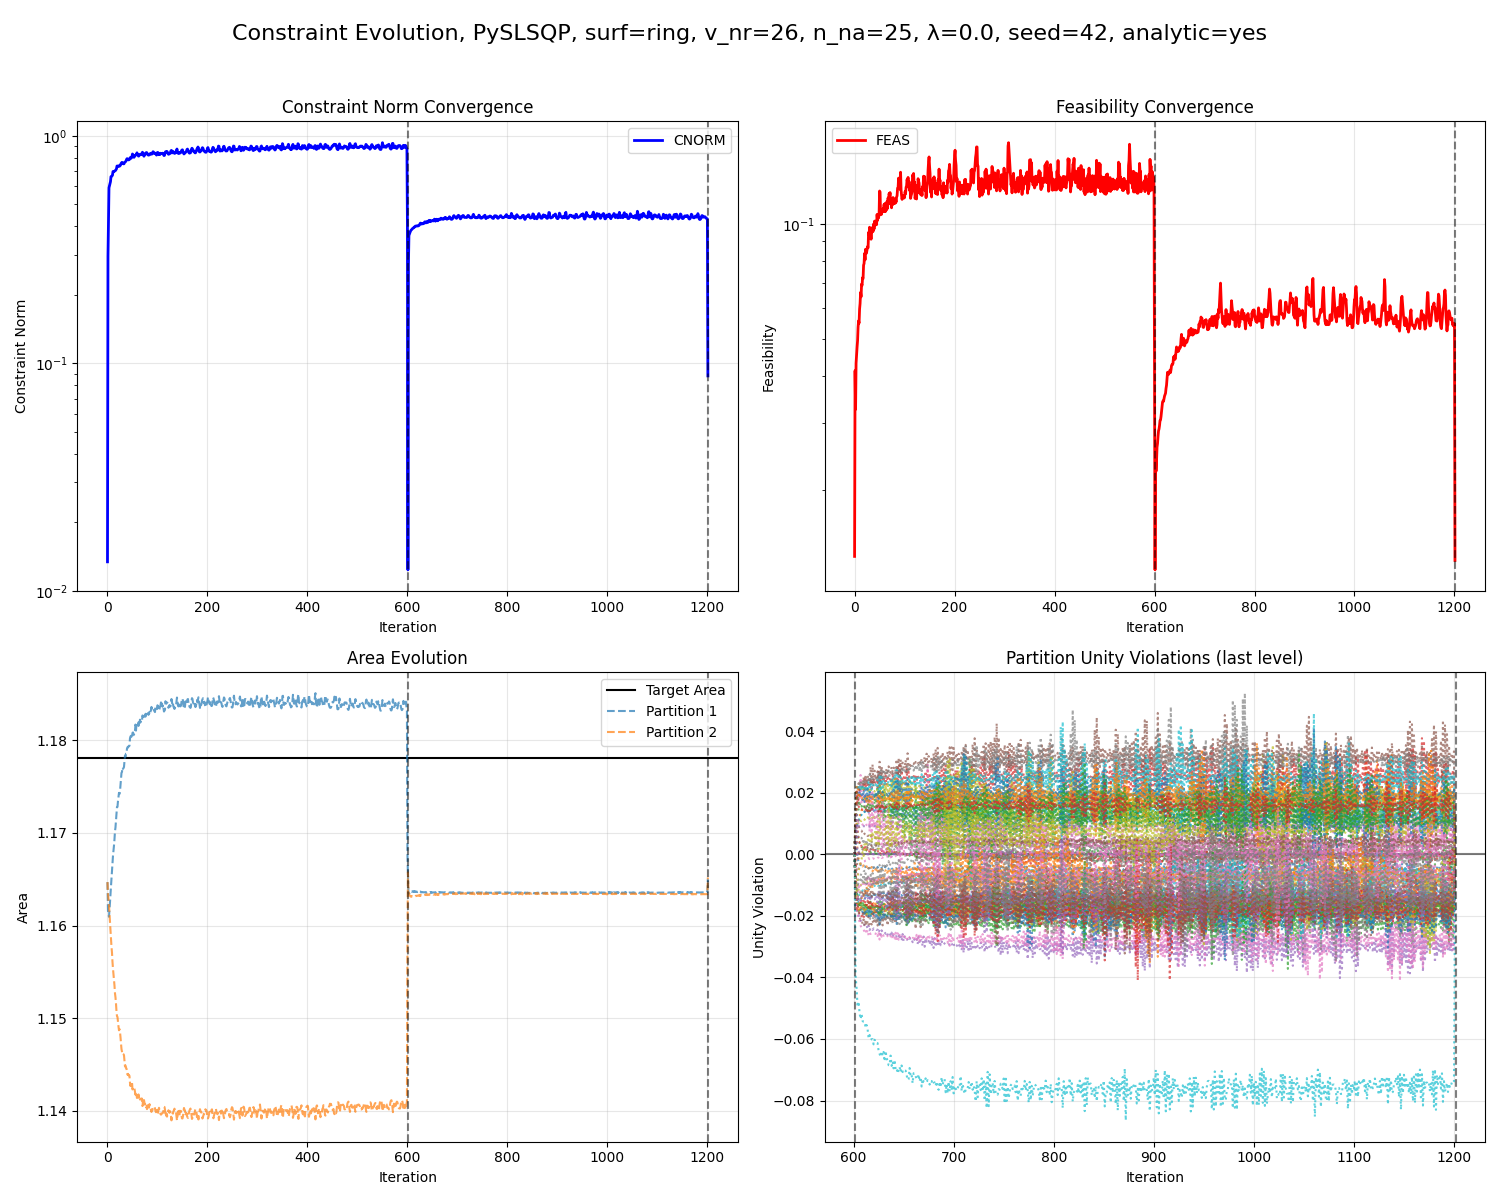 Constraint Evolution, PySLSQP, surf=ring, v_nr=26, n_na=25, λ=0.0, seed=42, analytic=yes
Constraint Norm Convergence
CNORM
10⁰
10⁻¹
10⁻²
Constraint Norm
0 200 400 600 800 1000 1200
Iteration
Feasibility Convergence
FEAS
10⁻¹
Feasibility
0 200 400 600 800 1000 1200
Iteration
Area Evolution
Target Area
Partition 1
Partition 2
1.18
1.17
1.16
1.15
1.14
Area
0 200 400 600 800 1000 1200
Iteration
Partition Unity Violations (last level)
0.04
0.02
0.00
−0.02
−0.04
−0.06
−0.08
Unity Violation
600 700 800 900 1000 1100 1200
Iteration